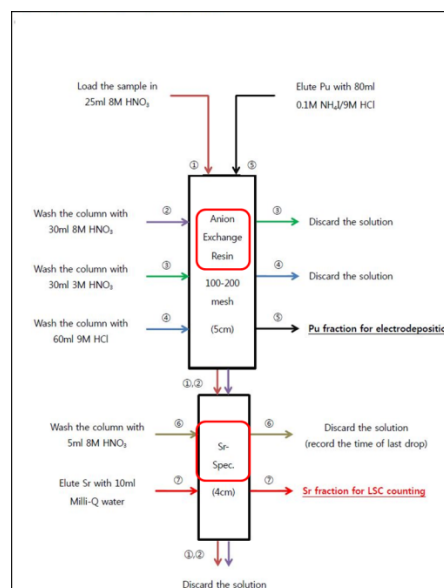 Load the sample in
25ml 8M HNO₃
Elute Pu with 80ml
0.1M NH₄I/9M HCl
①
⑤
Wash the column with
30ml 8M HNO₃
②
Anion
Exchange
Resin
③
Discard the solution
Wash the column with
30ml 3M HNO₃
③
100-200
mesh
④
Discard the solution
Wash the column with
60ml 9M HCl
④
(5cm)
⑤
Pu fraction for electrodepositio
①,②
Wash the column with
5ml 8M HNO₃
⑥
Sr-
Spec.
⑥
Discard the solution
(record the time of last drop)
Elute Sr with 10ml
Milli-Q water
⑦
(4cm)
⑦
Sr fraction for LSC counting
①,②
Discard the solution